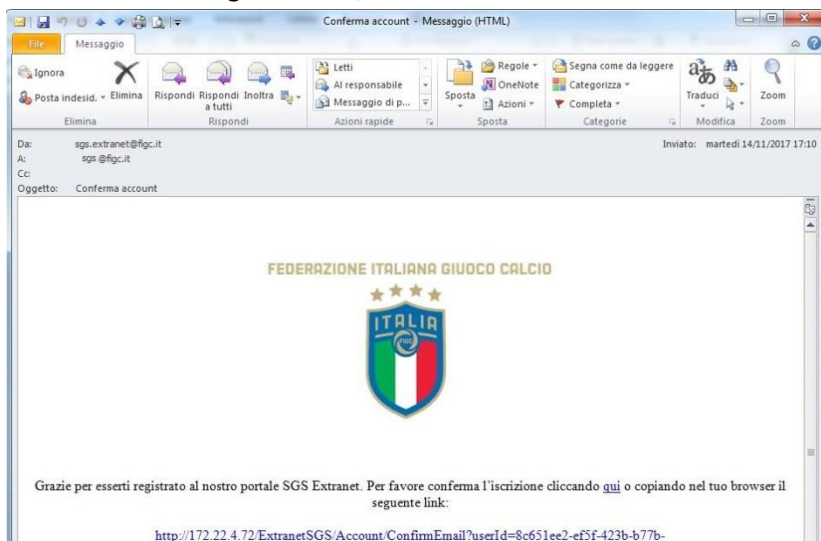 Conferma account - Messaggio (HTML)
File Messaggio
Ignora
Posta indesid.
Elimina
Rispondi
Rispondi a tutti
Inoltra
Letti
Al responsabile
Messaggio di p...
Sposta
Regole
OneNote
Azioni
Segna come da leggere
Categorizza
Completa
Traduci
Zoom
Elimina Rispondi Azioni rapide Sposta Categorie Modifica Zoom
Da: sgs.extranet@figc.it Inviato: martedì 14/11/2017 17:10
A: sgs @figc.it
Cc:
Oggetto: Conferma account
FEDERAZIONE ITALIANA GIUOCO CALCIO
ITALIA
FIGC
Grazie per esserti registrato al nostro portale SGS Extranet. Per favore conferma l'iscrizione cliccando qui o copiando nel tuo browser il
seguente link:
http://172.22.4.72/ExtranetSGS/Account/ConfirmEmail?userId=8c651ee2-ef5f-423b-b77b-